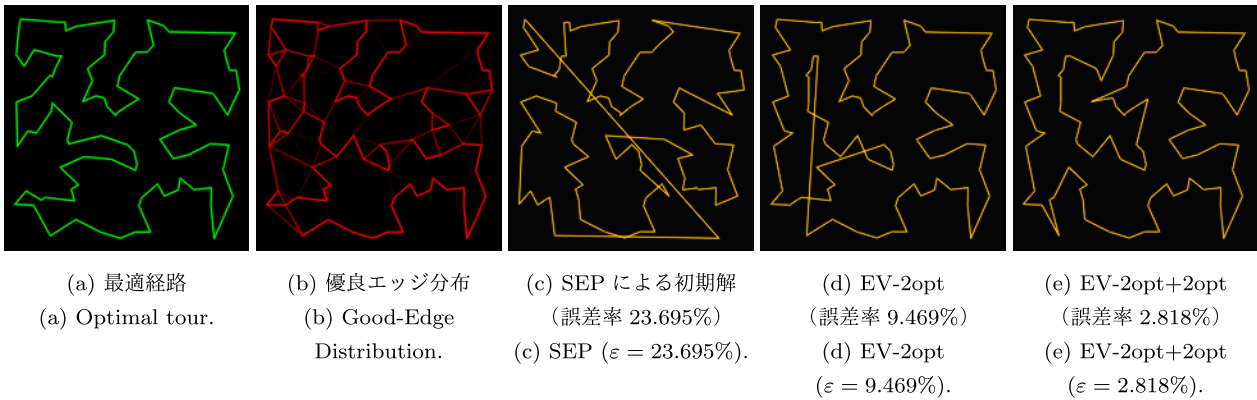 (a) 最適経路
(a) Optimal tour.
(b) 優良エッジ分布
(b) Good-Edge
Distribution.
(c) SEP による初期解
（誤差率 23.695%）
(c) SEP (ε = 23.695%).
(d) EV-2opt
（誤差率 9.469%）
(d) EV-2opt
(ε = 9.469%).
(e) EV-2opt+2opt
（誤差率 2.818%）
(e) EV-2opt+2opt
(ε = 2.818%).